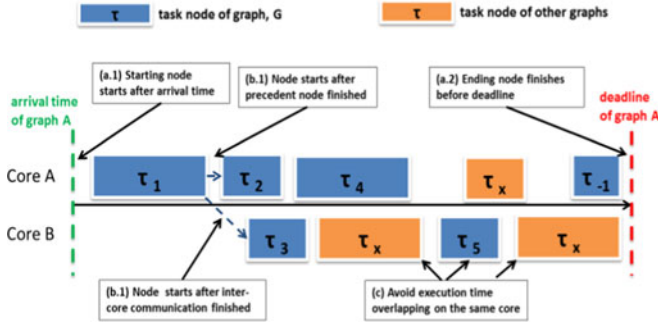 τ task node of graph, G
τ task node of other graphs
(a.1) Starting node
starts after arrival time
(b.1) Node starts after
precedent node finished
(a.2) Ending node finishes
before deadline
arrival time
of graph A
deadline
of graph A
Core A
τ1 τ2 τ4 τx τ-1
Core B
τ3 τx τ5 τx
(b.1) Node starts after inter-
core communication finished
(c) Avoid execution time
overlapping on the same core